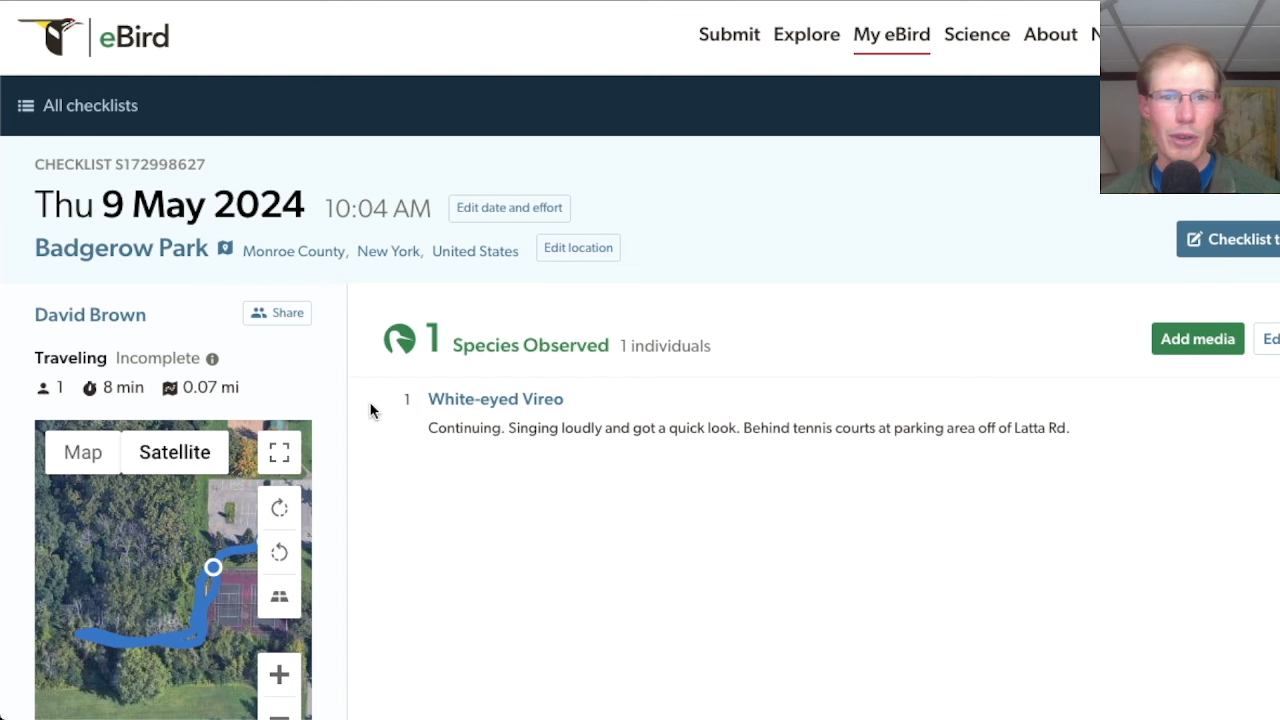 eBird
Submit Explore My eBird Science About N
All checklists
CHECKLIST S172998627
Thu 9 May 2024 10:04 AM Edit date and effort
Badgerow Park Monroe County, New York, United States Edit location
Checklist t
David Brown Share
1 Species Observed 1 individuals
Add media Ed
Traveling Incomplete
1 8 min 0.07 mi
1 White-eyed Vireo
Continuing. Singing loudly and got a quick look. Behind tennis courts at parking area off of Latta Rd.
Map Satellite